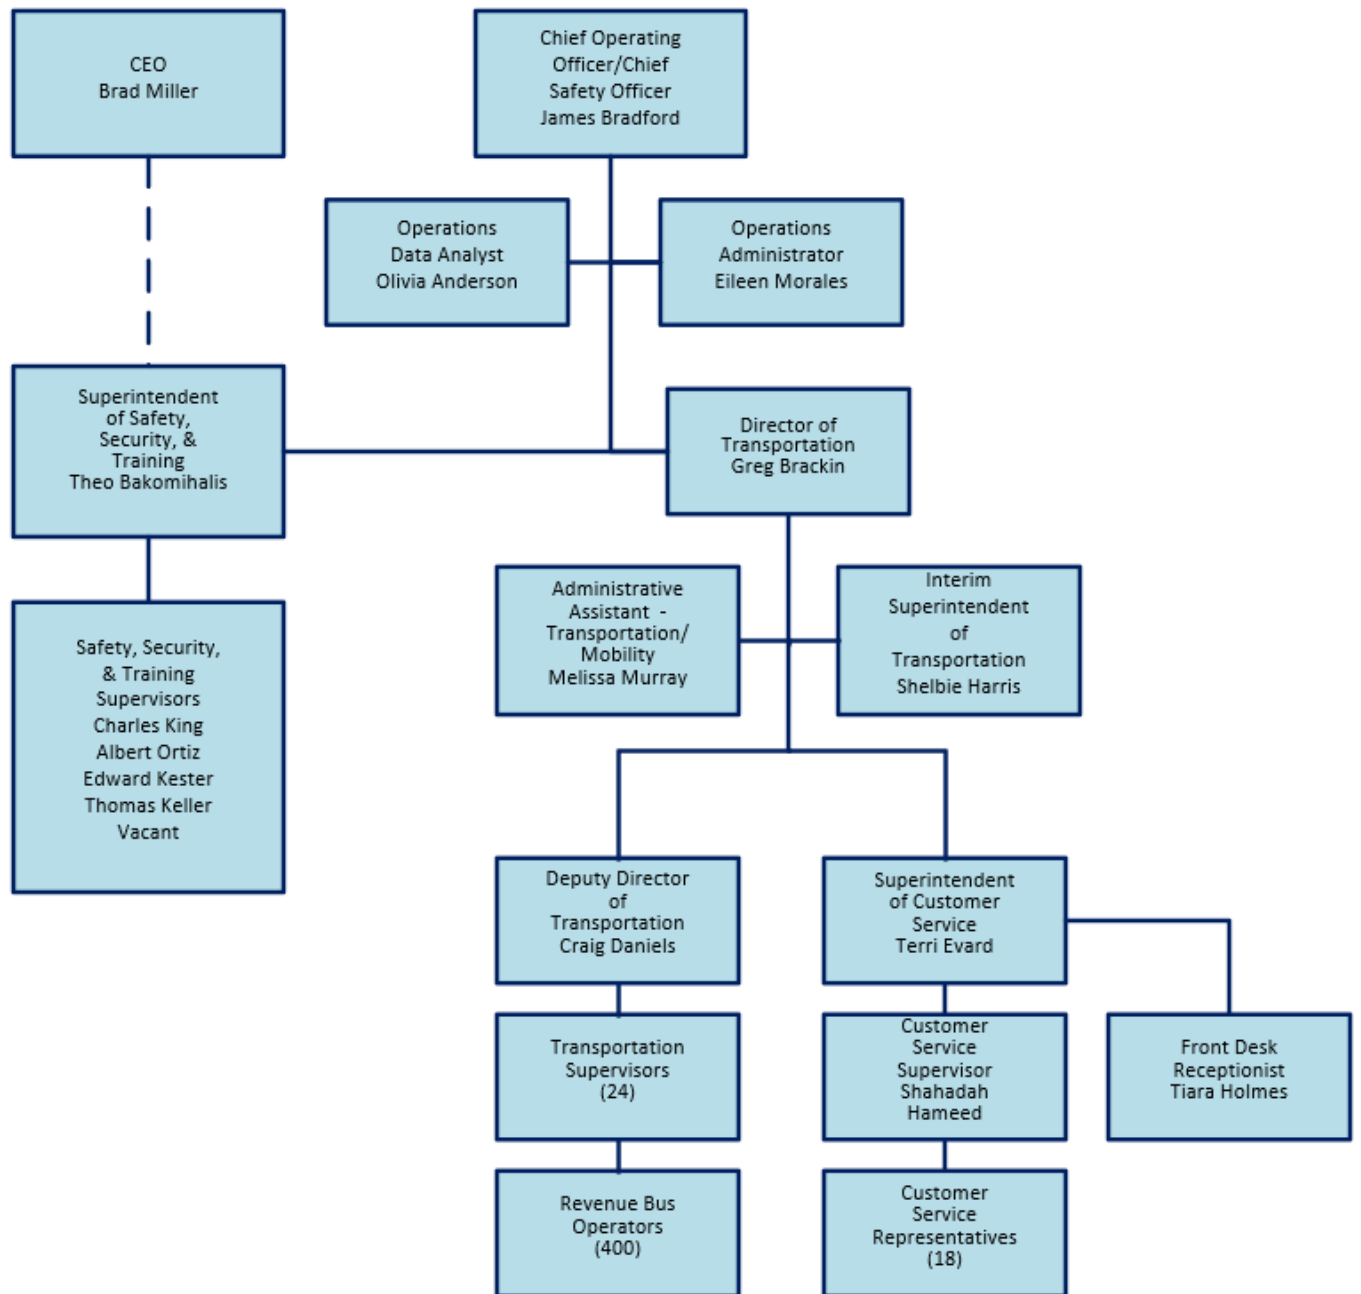 CEO
Brad Miller
Chief Operating
Officer/Chief
Safety Officer
James Bradford
Operations
Data Analyst
Olivia Anderson
Operations
Administrator
Eileen Morales
Superintendent
of Safety,
Security, &
Training
Theo Bakomihalis
Director of
Transportation
Greg Brackin
Safety, Security,
& Training
Supervisors
Charles King
Albert Ortiz
Edward Kester
Thomas Keller
Vacant
Administrative
Assistant -
Transportation/
Mobility
Melissa Murray
Interim
Superintendent
of
Transportation
Shelbie Harris
Deputy Director
of
Transportation
Craig Daniels
Superintendent
of Customer
Service
Terri Evard
Transportation
Supervisors
(24)
Customer
Service
Supervisor
Shahadah
Hameed
Front Desk
Receptionist
Tiara Holmes
Revenue Bus
Operators
(400)
Customer
Service
Representatives
(18)